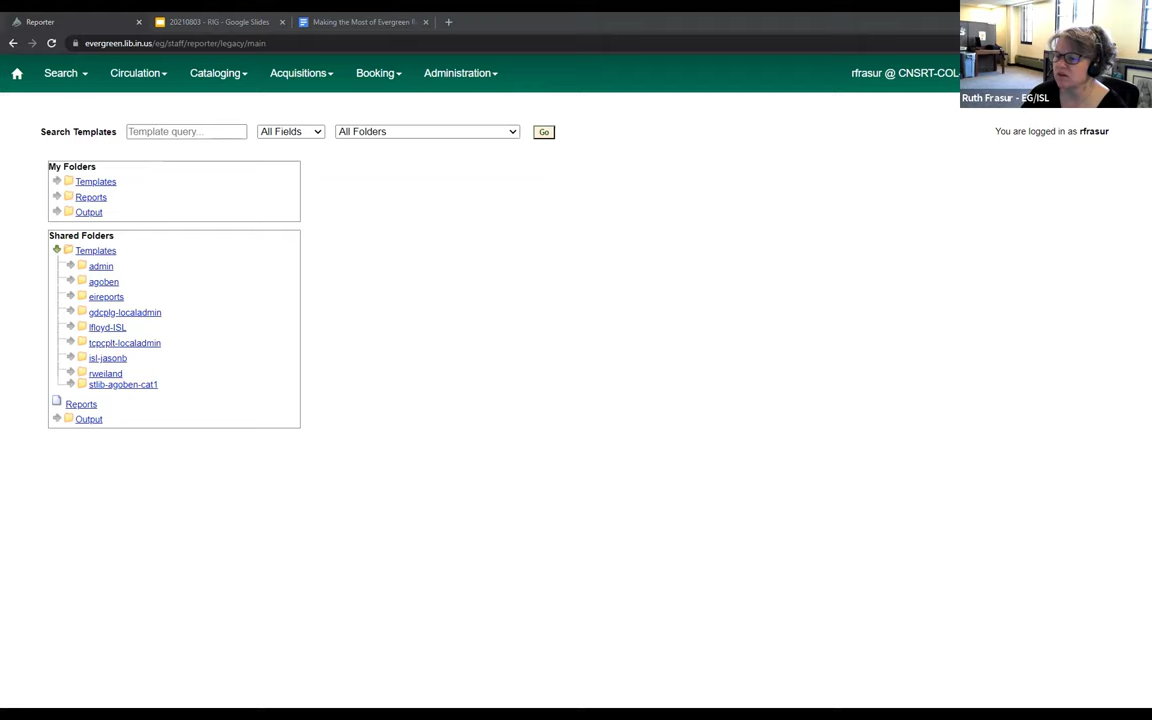 Reporter
20210803 - RIG - Google Slides
Making the Most of Evergreen R
evergreen.lib.in.us/eg/staff/reporter/legacy/main
Search
Circulation
Cataloging
Acquisitions
Booking
Administration
rfrasur @ CNSRT-COL-
Ruth Frasur - EG/ISL
Search Templates
Template query...
All Fields
All Folders
Go
You are logged in as rfrasur
My Folders
Templates
Reports
Output
Shared Folders
Templates
admin
agoben
eireports
gdcplg-localadmin
lfloyd-ISL
tcpcplt-localadmin
isl-jasonb
rweiland
stlib-agoben-cat1
Reports
Output